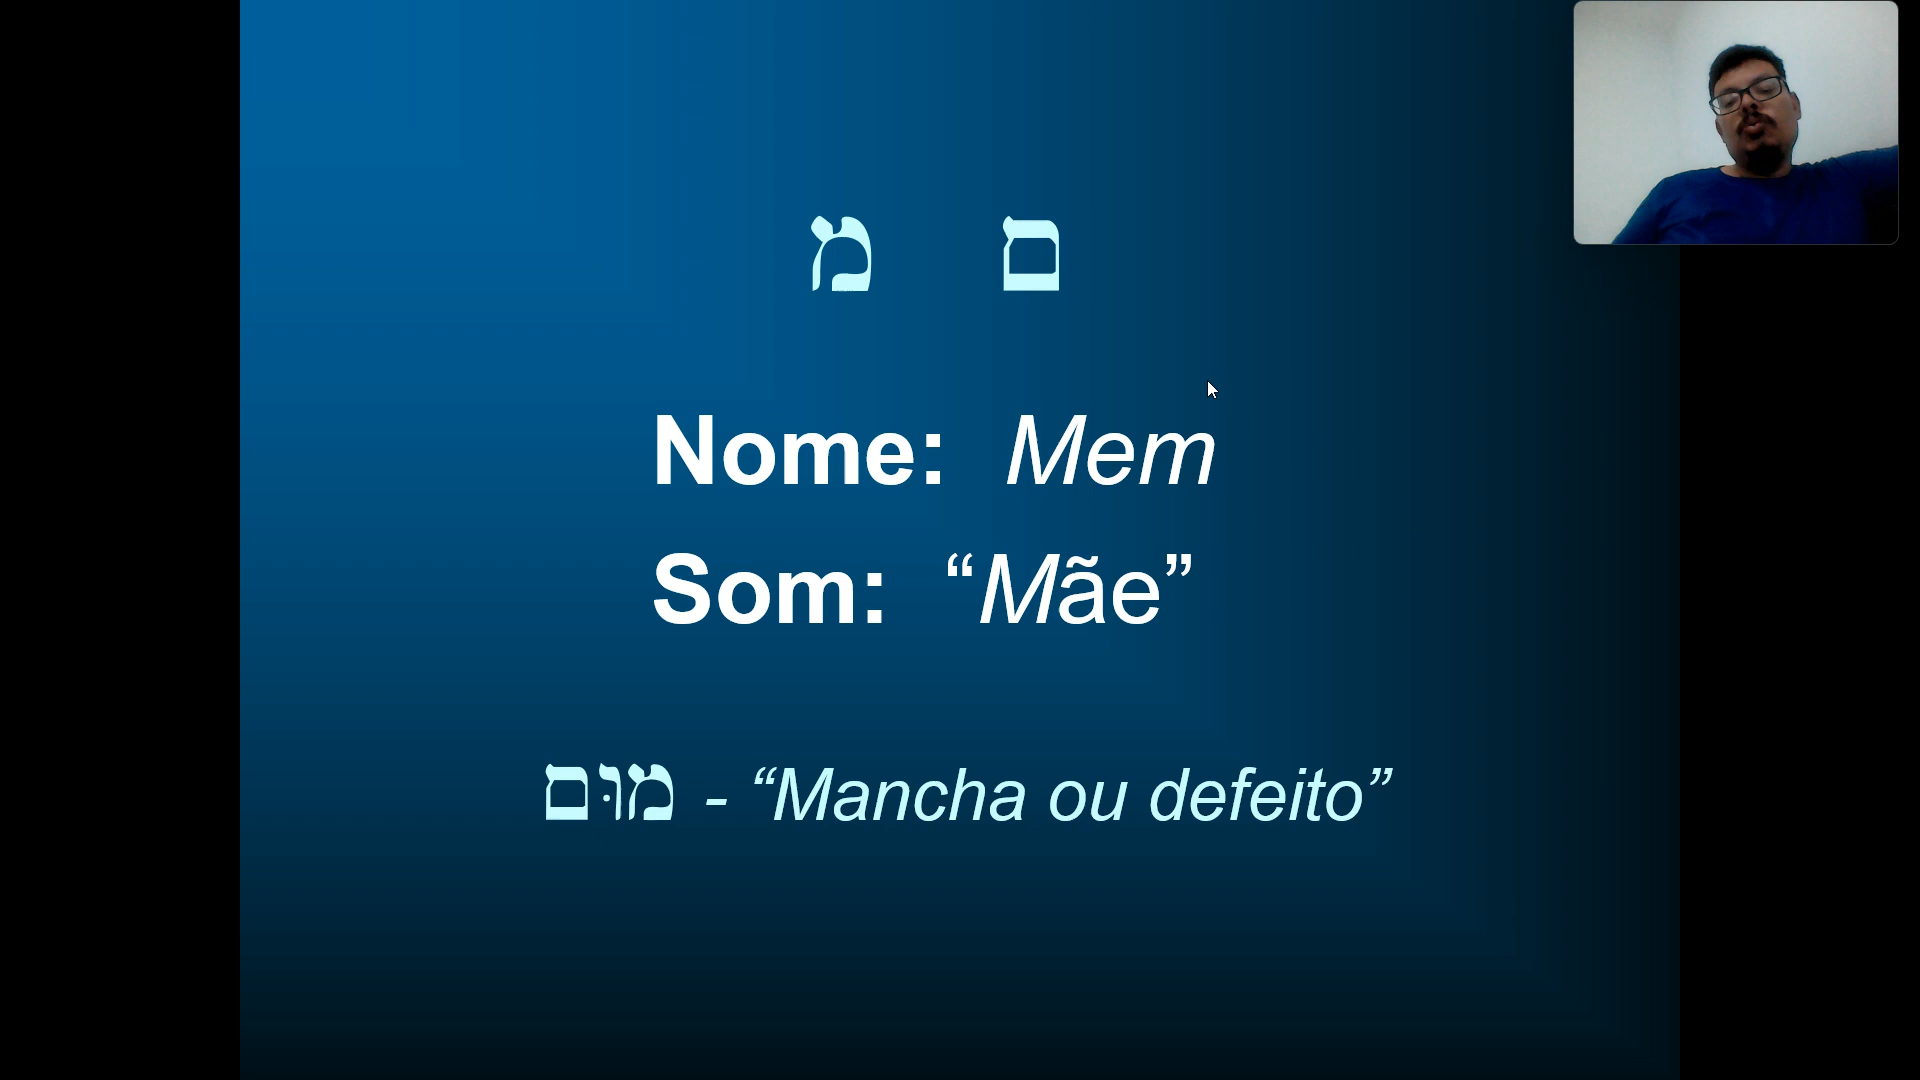 מ ם
Nome: Mem
Som: “Mãe”
מוּם - “Mancha ou defeito”